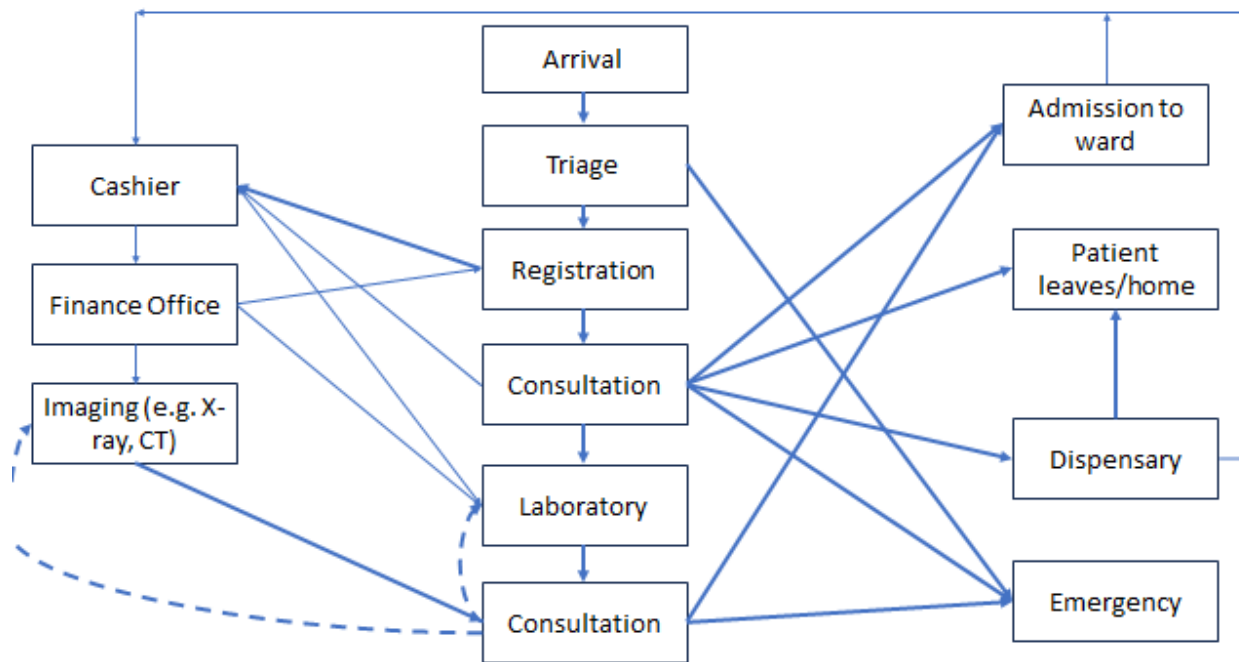 Arrival
Triage
Registration
Consultation
Laboratory
Consultation
Cashier
Finance Office
Imaging (e.g. X-
ray, CT)
Admission to
ward
Patient
leaves/home
Dispensary
Emergency